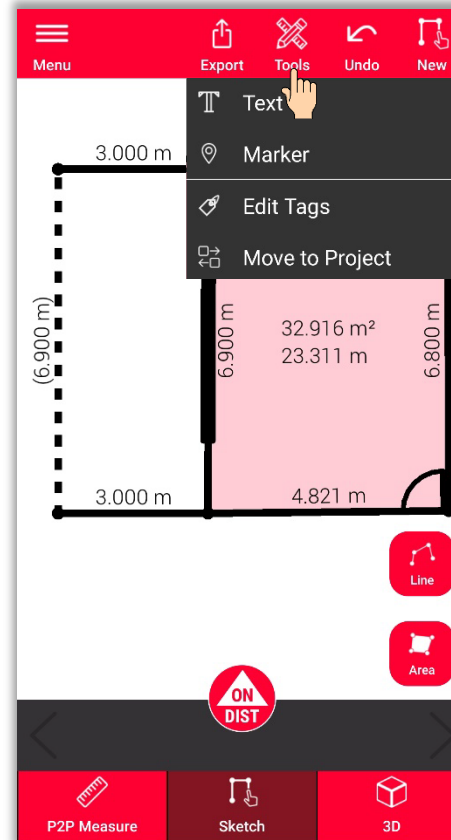 Menu
Export
Tools
Undo
New
Text
Marker
Edit Tags
Move to Project
3.000 m
(6.900 m)
6.900 m
32.916 m²
23.311 m
6.800 m
3.000 m
4.821 m
Line
Area
ON
DIST
P2P Measure
Sketch
3D